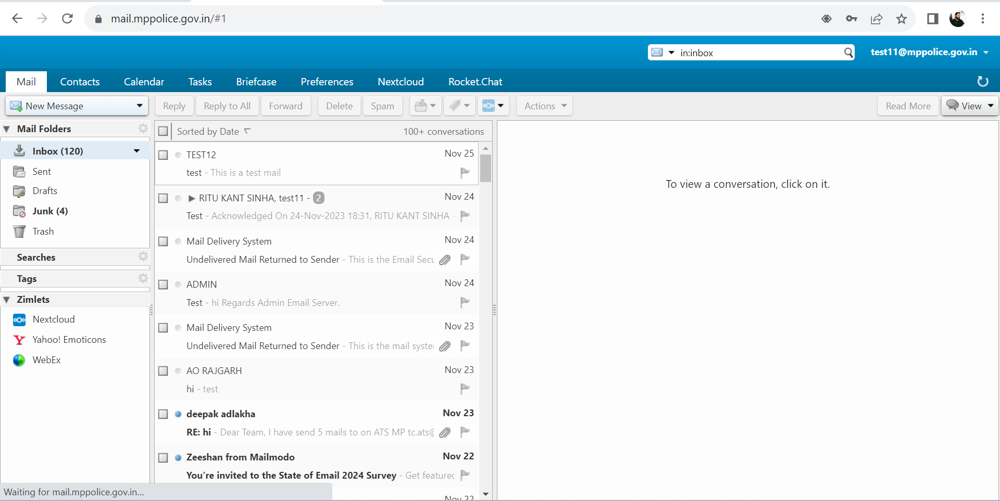 mail.mppolice.gov.in/#1
in:inbox
test11@mppolice.gov.in
Mail Contacts Calendar Tasks Briefcase Preferences Nextcloud Rocket.Chat
New Message Reply Reply to All Forward Delete Spam Actions Read More View
Mail Folders
Inbox (120)
Sent
Drafts
Junk (4)
Trash
Searches
Tags
Zimlets
Nextcloud
Yahoo! Emoticons
WebEx
Sorted by Date 100+ conversations
TEST12 Nov 25
test - This is a test mail
RITU KANT SINHA, test11 - 2 Nov 24
Test - Acknowledged On 24-Nov-2023 18:31, RITU KANT SINHA ·
Mail Delivery System Nov 24
Undelivered Mail Returned to Sender - This is the Email Secu
ADMIN Nov 24
Test - hi Regards Admin Email Server.
Mail Delivery System Nov 23
Undelivered Mail Returned to Sender - This is the mail syste
AO RAJGARH Nov 23
hi - test
deepak adlakha Nov 23
RE: hi - Dear Team, I have send 5 mails to on ATS MP tc.ats@
Zeeshan from Mailmodo Nov 22
You’re invited to the State of Email 2024 Survey - Get featured
Nov 22
To view a conversation, click on it.
Waiting for mail.mppolice.gov.in...